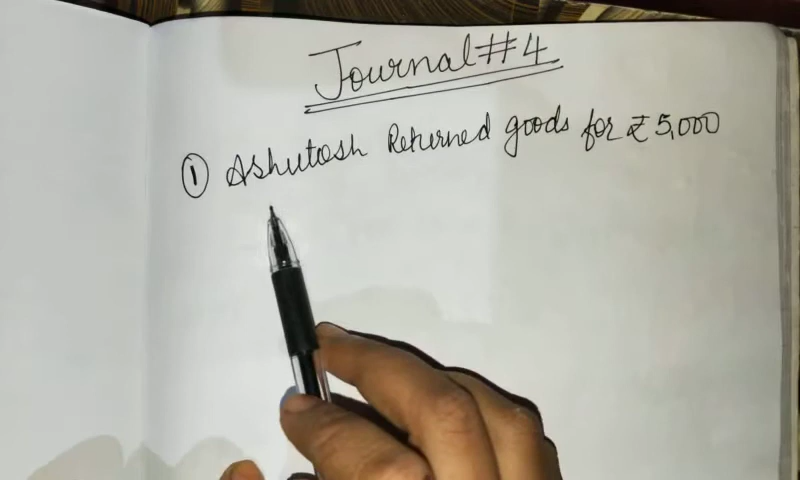 Journal #4
① Ashutosh Returned goods for ₹ 5,000